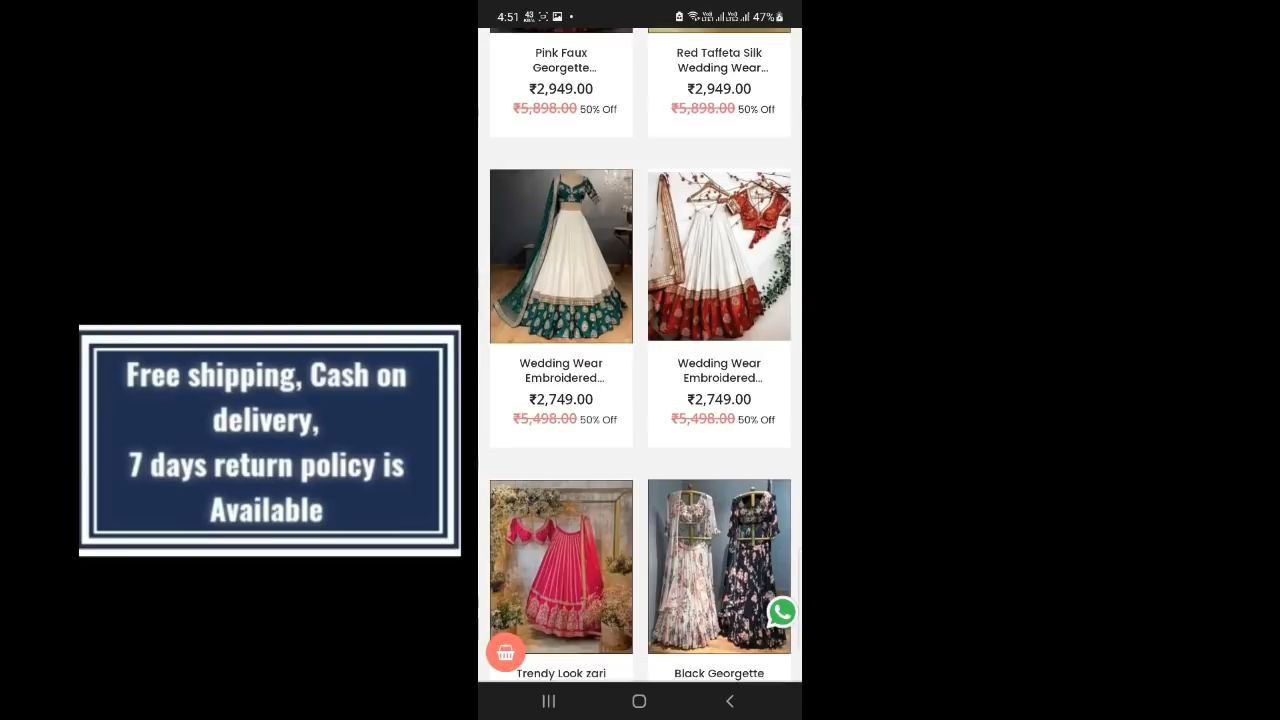 4:51
47%
Pink Faux
Georgette...
₹2,949.00
₹5,898.00 50% Off
Red Taffeta Silk
Wedding Wear...
₹2,949.00
₹5,898.00 50% Off
Wedding Wear
Embroidered...
₹2,749.00
₹5,498.00 50% Off
Wedding Wear
Embroidered...
₹2,749.00
₹5,498.00 50% Off
Trendy Look zari
Black Georgette
Free shipping, Cash on
delivery,
7 days return policy is
Available